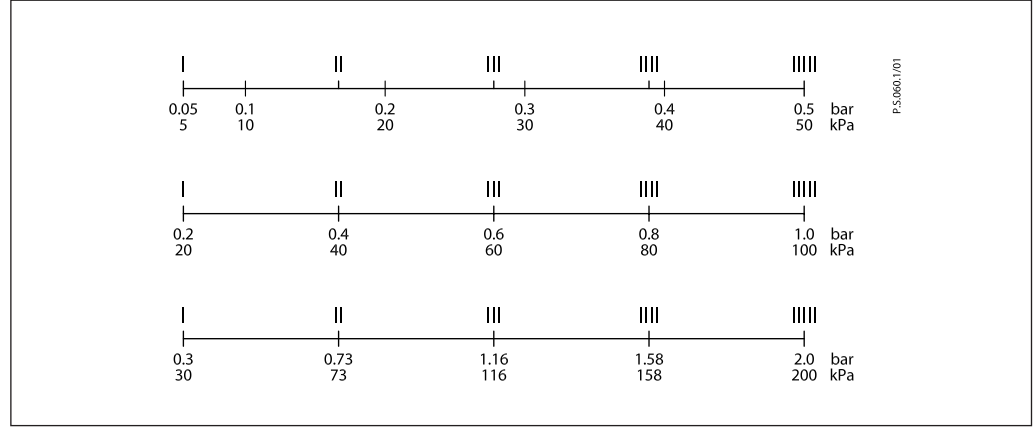 I II III IIII IIIII
0.05 0.1 0.2 0.3 0.4 0.5 bar
5 10 20 30 40 50 kPa
I II III IIII IIIII
0.2 0.4 0.6 0.8 1.0 bar
20 40 60 80 100 kPa
I II III IIII IIIII
0.3 0.73 1.16 1.58 2.0 bar
30 73 116 158 200 kPa
P.S.060.1/01